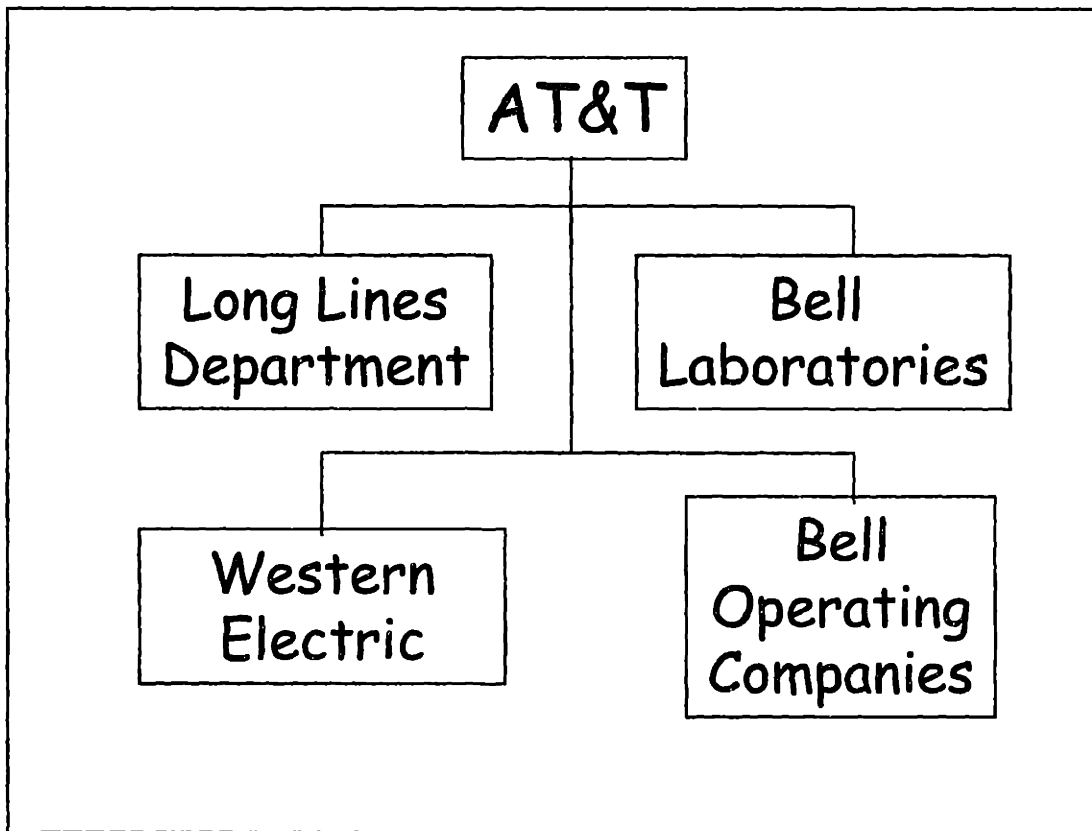 AT&T
Long Lines
Department
Bell
Laboratories
Western
Electric
Bell
Operating
Companies